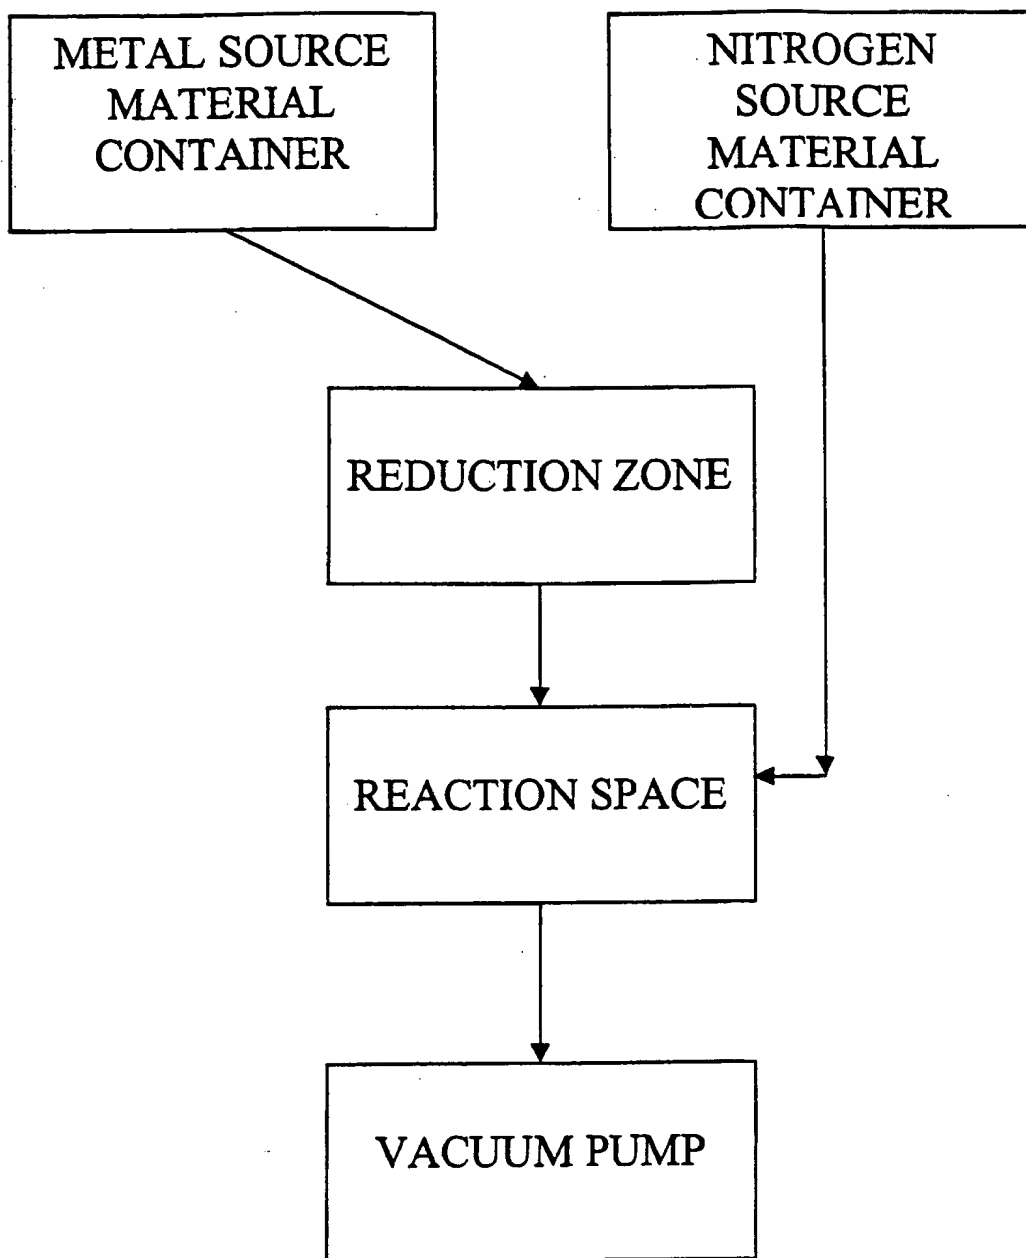 METAL SOURCE
MATERIAL
CONTAINER
NITROGEN
SOURCE
MATERIAL
CONTAINER
REDUCTION ZONE
REACTION SPACE
VACUUM PUMP